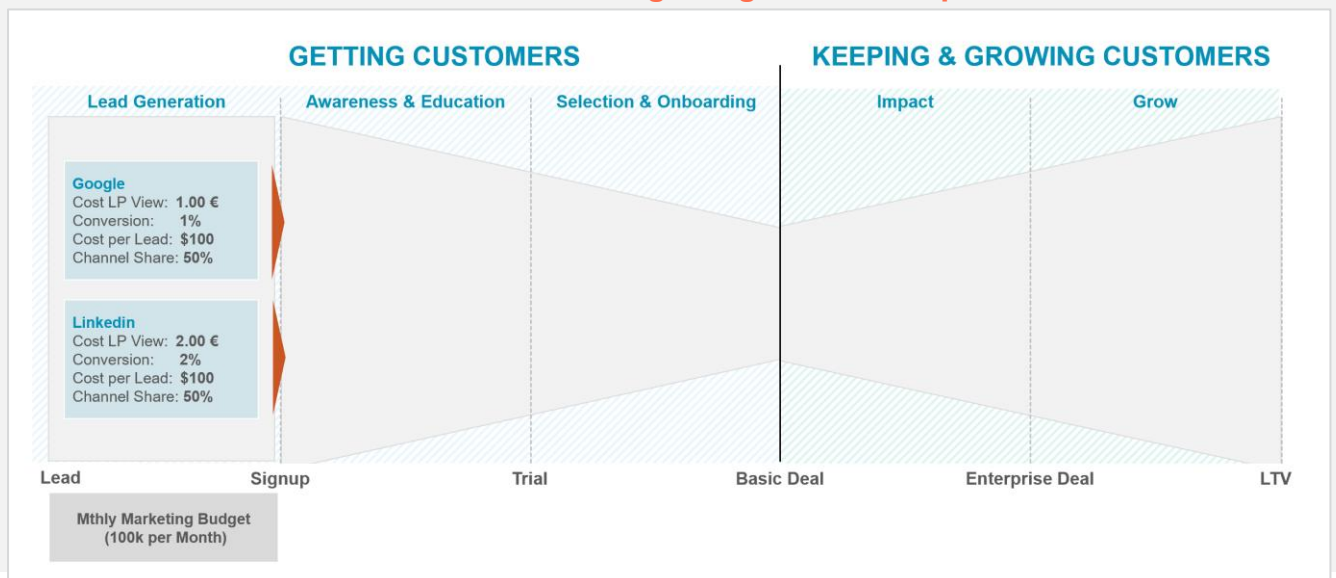 GETTING CUSTOMERS
KEEPING & GROWING CUSTOMERS
Lead Generation
Awareness & Education
Selection & Onboarding
Impact
Grow
Google
Cost LP View: 1.00 €
Conversion: 1%
Cost per Lead: $100
Channel Share: 50%
Linkedin
Cost LP View: 2.00 €
Conversion: 2%
Cost per Lead: $100
Channel Share: 50%
Lead
Signup
Trial
Basic Deal
Enterprise Deal
LTV
Mthly Marketing Budget
(100k per Month)